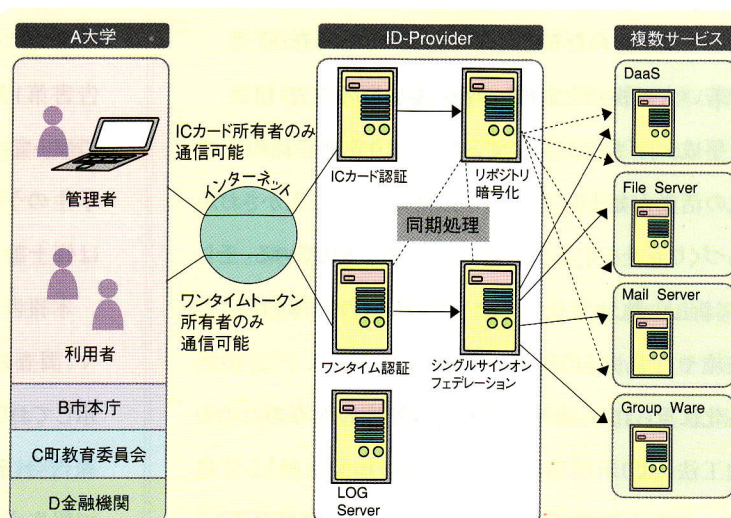 A大学
管理者
利用者
B市本庁
C町教育委員会
D金融機関
ICカード所有者のみ
通信可能
インターネット
ワンタイムトークン
所有者のみ
通信可能
ID-Provider
ICカード認証
リポジトリ
暗号化
同期処理
ワンタイム認証
シングルサインオン
フェデレーション
LOG
Server
複数サービス
DaaS
File Server
Mail Server
Group Ware